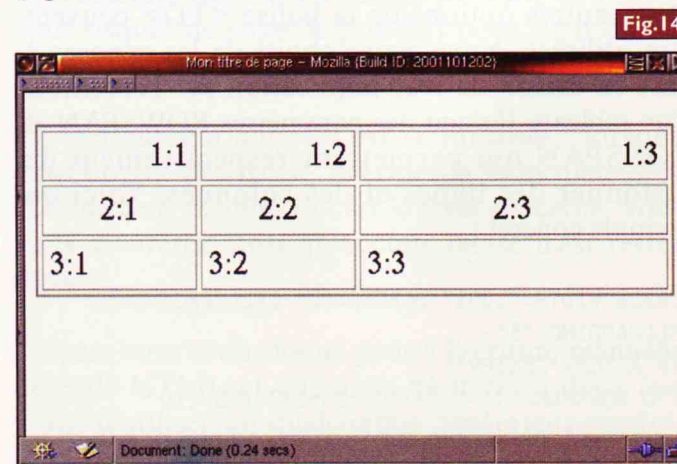 Fig.14
Mon titre de page - Mozilla {Build ID: 2001101202}
1:1 1:2 1:3
2:1 2:2 2:3
3:1 3:2 3:3
Document: Done (0.24 secs)